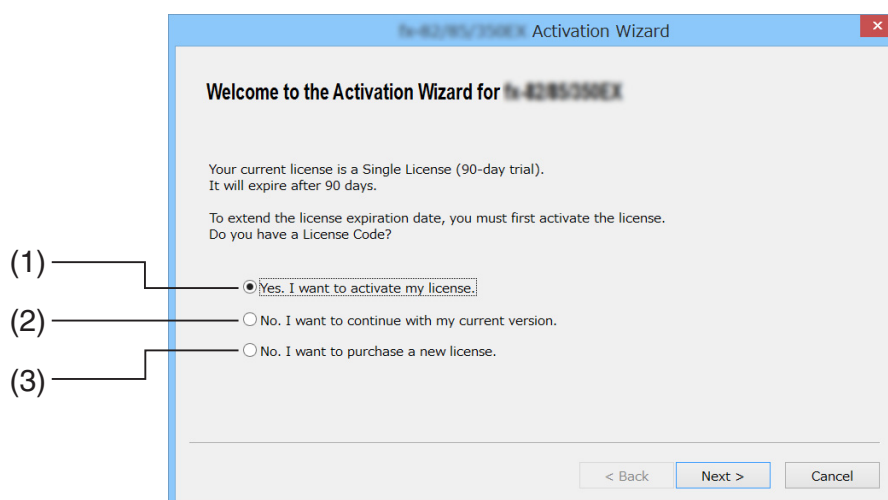 Activation Wizard
Welcome to the Activation Wizard for
Your current license is a Single License (90-day trial).
It will expire after 90 days.
To extend the license expiration date, you must first activate the license.
Do you have a License Code?
(1)
Yes. I want to activate my license.
(2)
No. I want to continue with my current version.
(3)
No. I want to purchase a new license.
< Back Next > Cancel